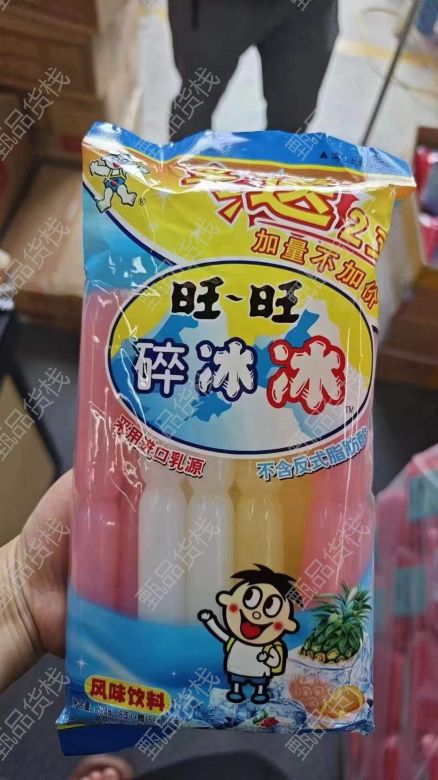 加量不加价
旺~旺
碎冰冰
TM
采用进口乳源
不含反式脂肪酸
风味饮料
甄品货栈